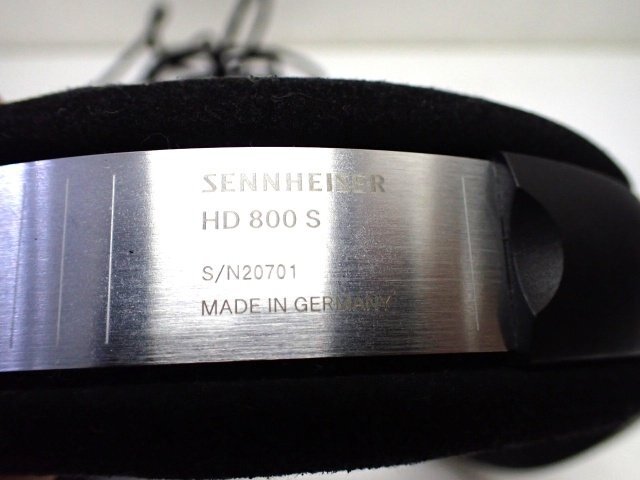 SENNHEISER
HD 800 S
S/N20701
MADE IN GERMANY